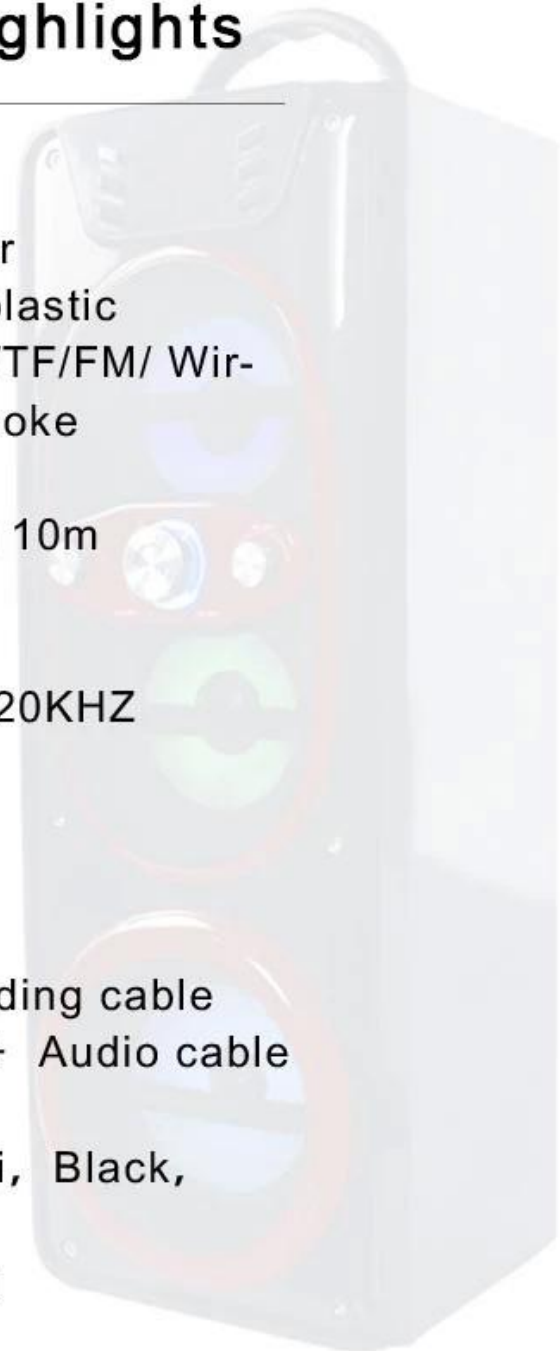 ghlights
r
plastic
/TF/FM/ Wir-
oke
10m
20KHZ
ding cable
+ Audio cable
i, Black,